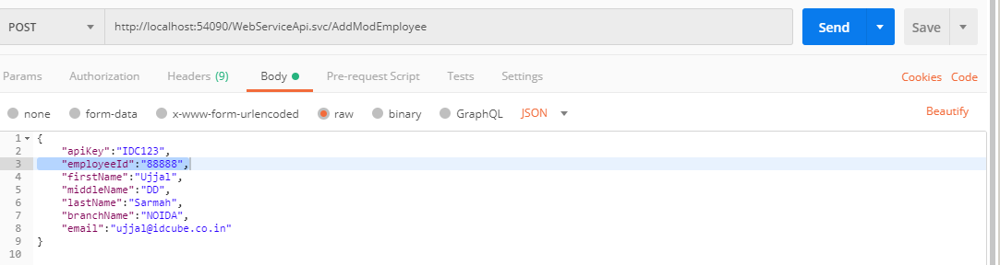 POST http://localhost:54090/WebServiceApi.svc/AddModEmployee Send Save
Params Authorization Headers (9) Body Pre-request Script Tests Settings Cookies Code
none form-data x-www-form-urlencoded raw binary GraphQL JSON Beautify
1 {
2 "apiKey":"IDC123",
3 "employeeId":"88888",
4 "firstName":"Ujjal",
5 "middleName":"DD",
6 "lastName":"Sarmah",
7 "branchName":"NOIDA",
8 "email":"ujjal@idcube.co.in"
9 }
10